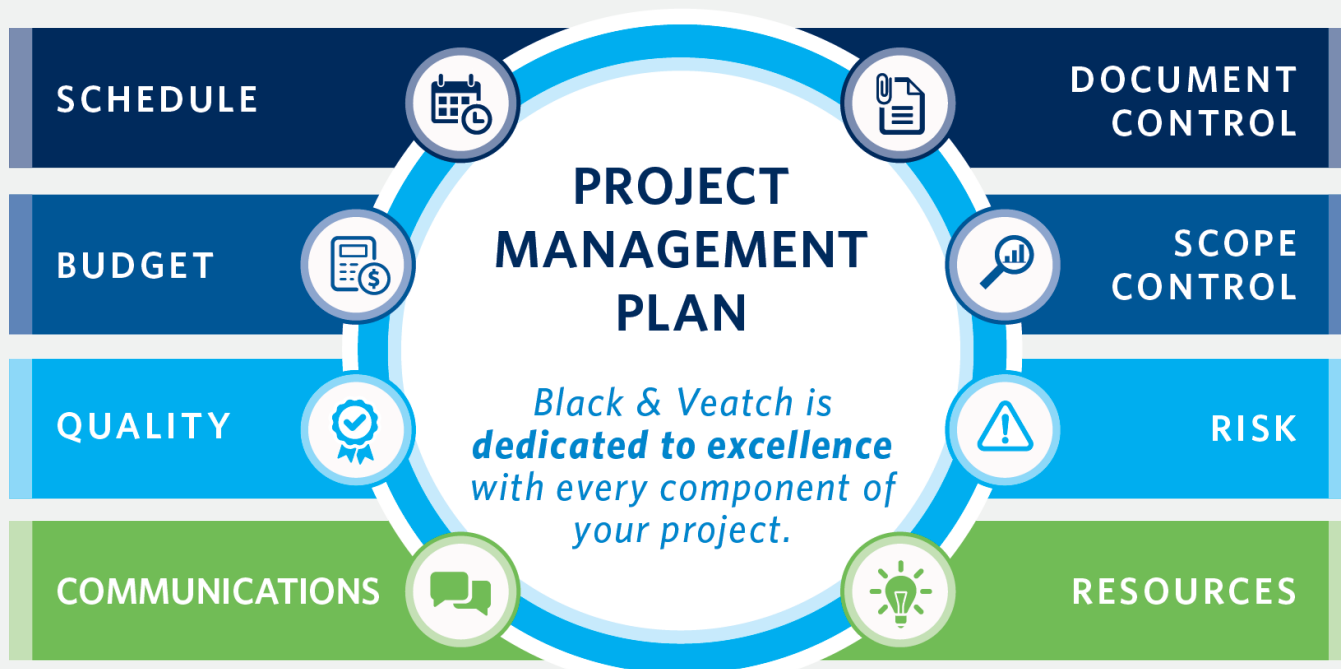 SCHEDULE
BUDGET
QUALITY
COMMUNICATIONS
PROJECT
MANAGEMENT
PLAN
Black & Veatch is
dedicated to excellence
with every component of
your project.
DOCUMENT
CONTROL
SCOPE
CONTROL
RISK
RESOURCES